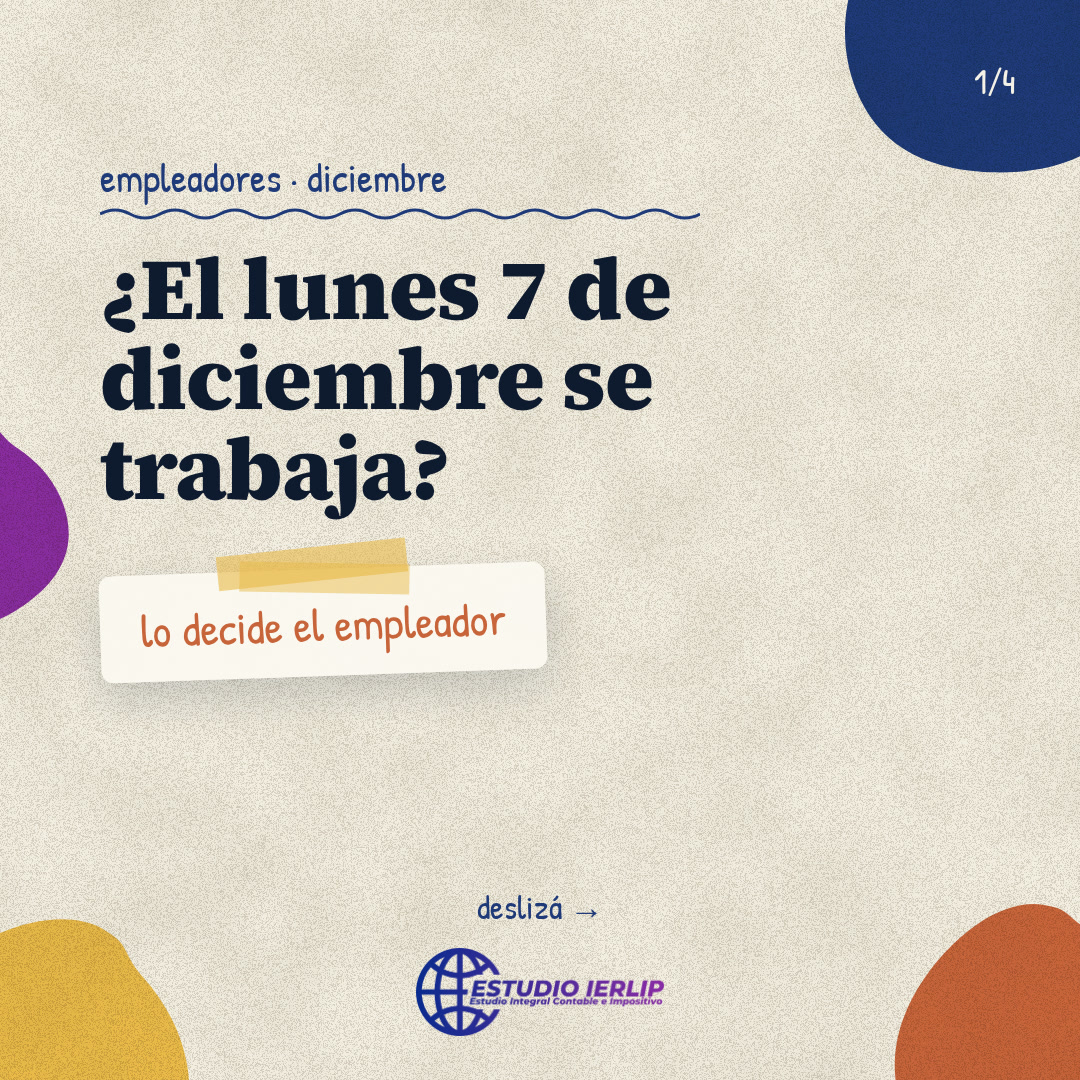 1/4
empleadores · diciembre
¿El lunes 7 de
diciembre se
trabaja?
lo decide el empleador
deslizá →
ESTUDIO IERLIP
Estudio Integral Contable e Impositivo